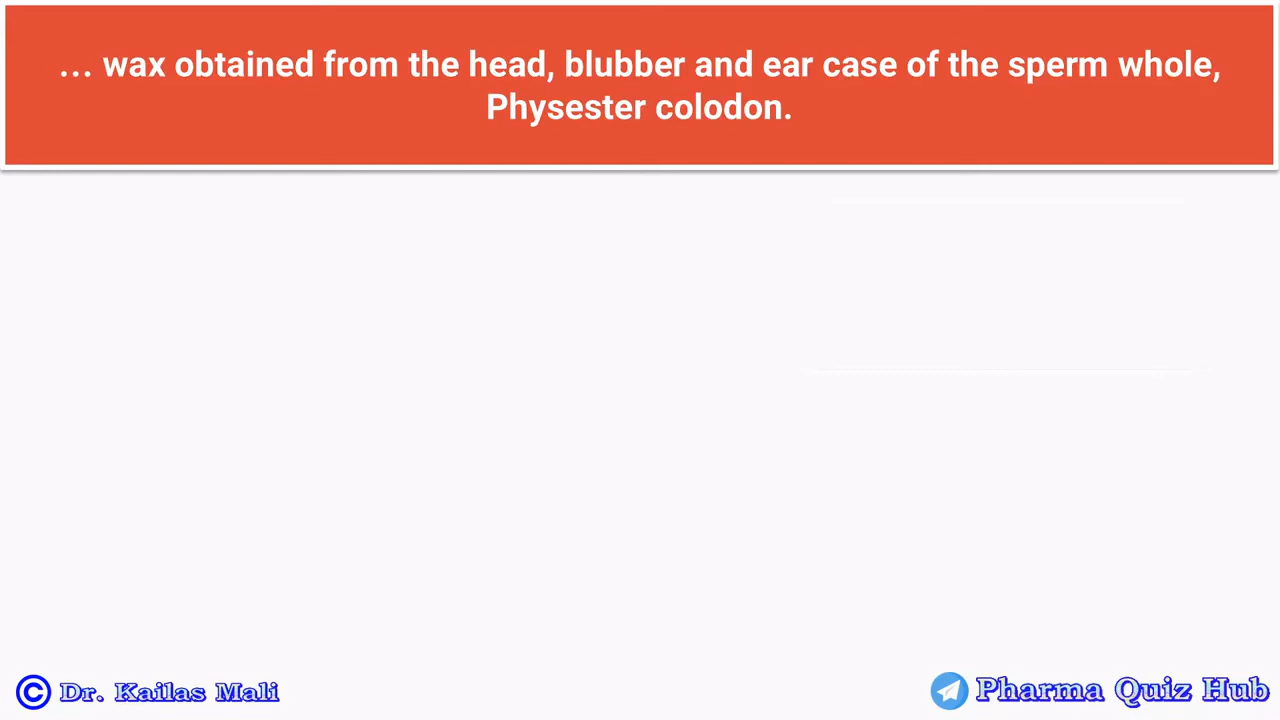 ... wax obtained from the head, blubber and ear case of the sperm whole,
Physester colodon.
© Dr. Kailas Mali
Pharma Quiz Hub